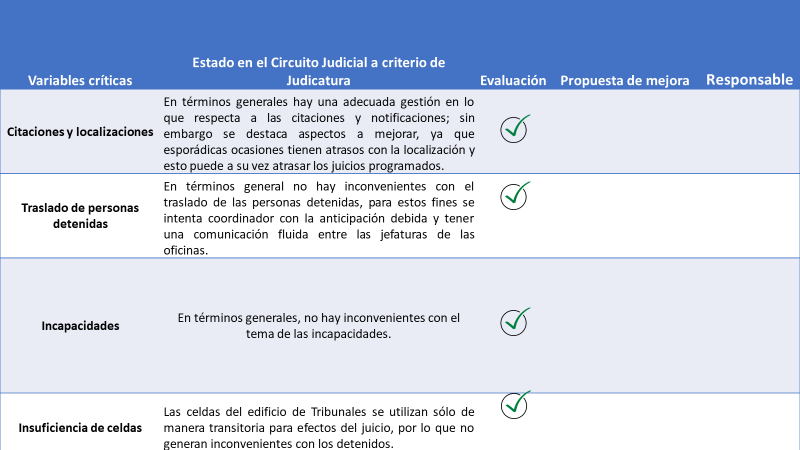 Variables críticas
Estado en el Circuito Judicial a criterio de
Judicatura
Evaluación
Propuesta de mejora
Responsable
Citaciones y localizaciones
En términos generales hay una adecuada gestión en lo
que respecta a las citaciones y notificaciones; sin
embargo se destaca aspectos a mejorar, ya que
esporádicas ocasiones tienen atrasos con la localización y
esto puede a su vez atrasar los juicios programados.
Traslado de personas
detenidas
En términos general no hay inconvenientes con el
traslado de las personas detenidas, para estos fines se
intenta coordinador con la anticipación debida y tener
una comunicación fluida entre las jefaturas de las
oficinas.
Incapacidades
En términos generales, no hay inconvenientes con el
tema de las incapacidades.
Insuficiencia de celdas
Las celdas del edificio de Tribunales se utilizan sólo de
manera transitoria para efectos del juicio, por lo que no
generan inconvenientes con los detenidos.